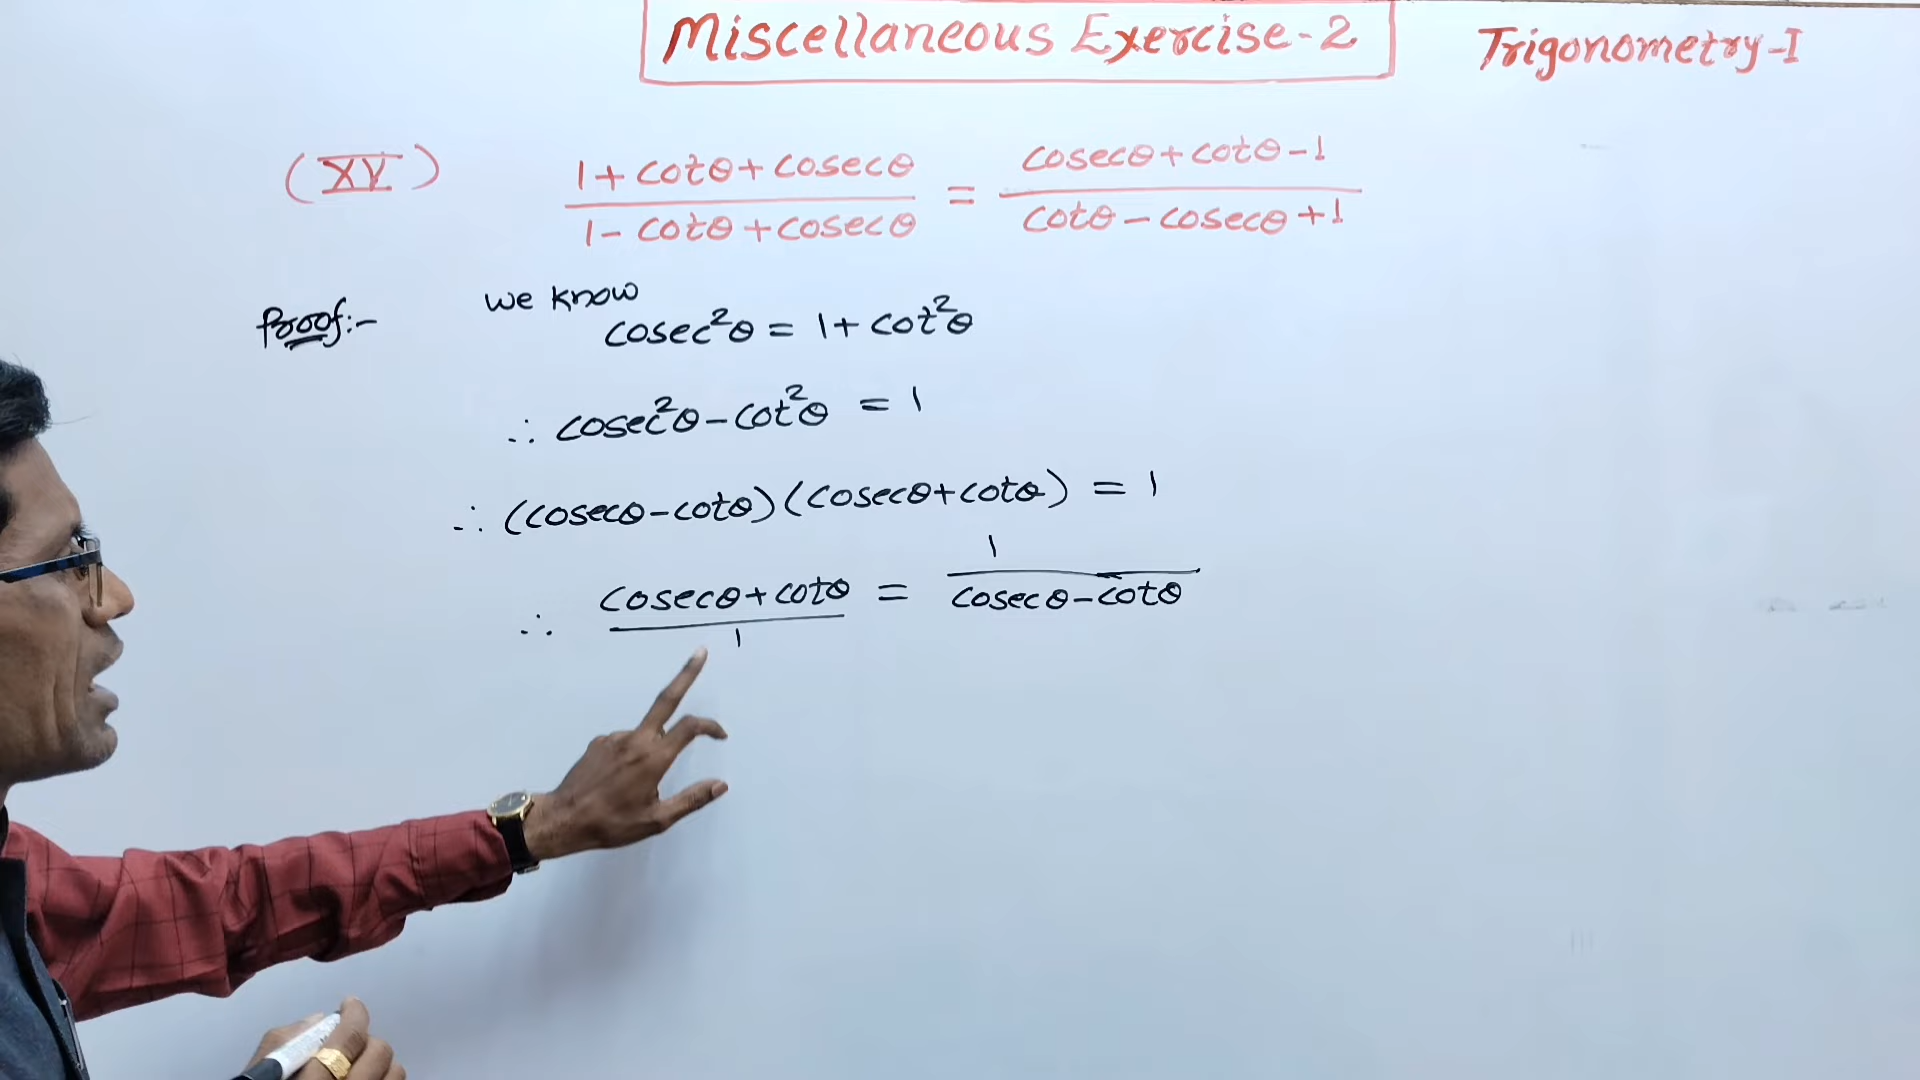 Miscellaneous Exercise-2
Trigonometry-I
(XV) (1+cotθ+cosecθ)/(1-cotθ+cosecθ) = (cosecθ+cotθ-1)/(cotθ-cosecθ+1)
Proof:- we know
cosec²θ = 1+cot²θ
∴ cosec²θ-cot²θ = 1
∴ (cosecθ-cotθ)(cosecθ+cotθ) = 1
∴ (cosecθ+cotθ)/1 = 1/(cosecθ-cotθ)